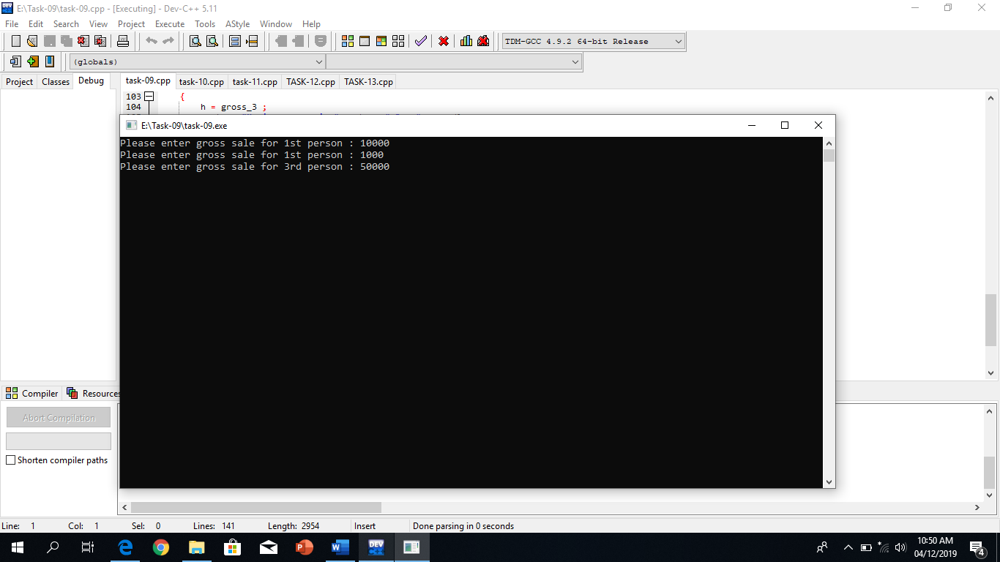 E:\Task-09\task-09.cpp - [Executing] - Dev-C++ 5.11
File Edit Search View Project Execute Tools AStyle Window Help
TDM-GCC 4.9.2 64-bit Release
(globals)
Project Classes Debug
task-09.cpp task-10.cpp task-11.cpp TASK-12.cpp TASK-13.cpp
103 {
104 h = gross_3 ;
E:\Task-09\task-09.exe
Please enter gross sale for 1st person : 10000
Please enter gross sale for 1st person : 1000
Please enter gross sale for 3rd person : 50000
Compiler Resources
Abort Compilation
Shorten compiler paths
Line: 1 Col: 1 Sel: 0 Lines: 141 Length: 2954 Insert Done parsing in 0 seconds
DEV
10:50 AM
04/12/2019
4